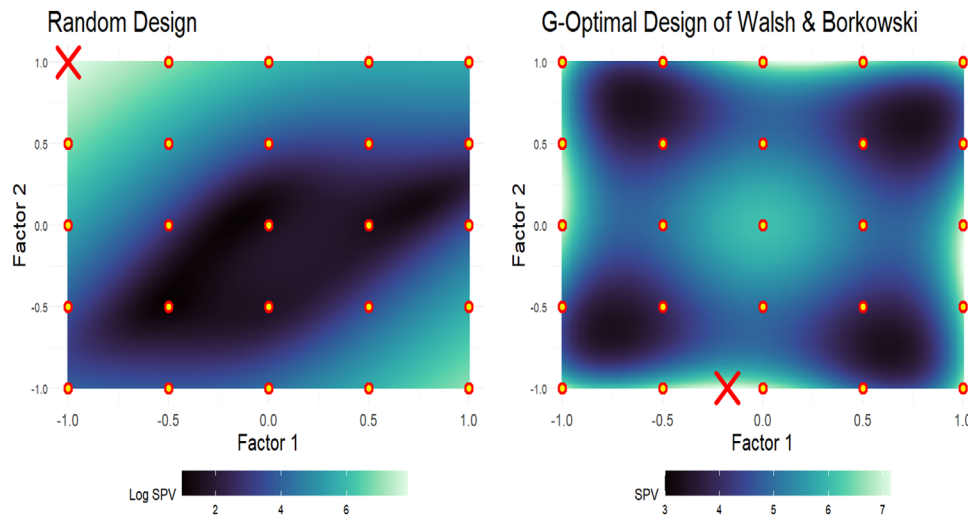 Random Design
1.0
0.5
0.0
-0.5
-1.0
Factor 2
-1.0 -0.5 0.0 0.5 1.0
Factor 1
Log SPV
2 4 6
G-Optimal Design of Walsh & Borkowski
1.0
0.5
0.0
-0.5
-1.0
Factor 2
-1.0 -0.5 0.0 0.5 1.0
Factor 1
SPV
3 4 5 6 7